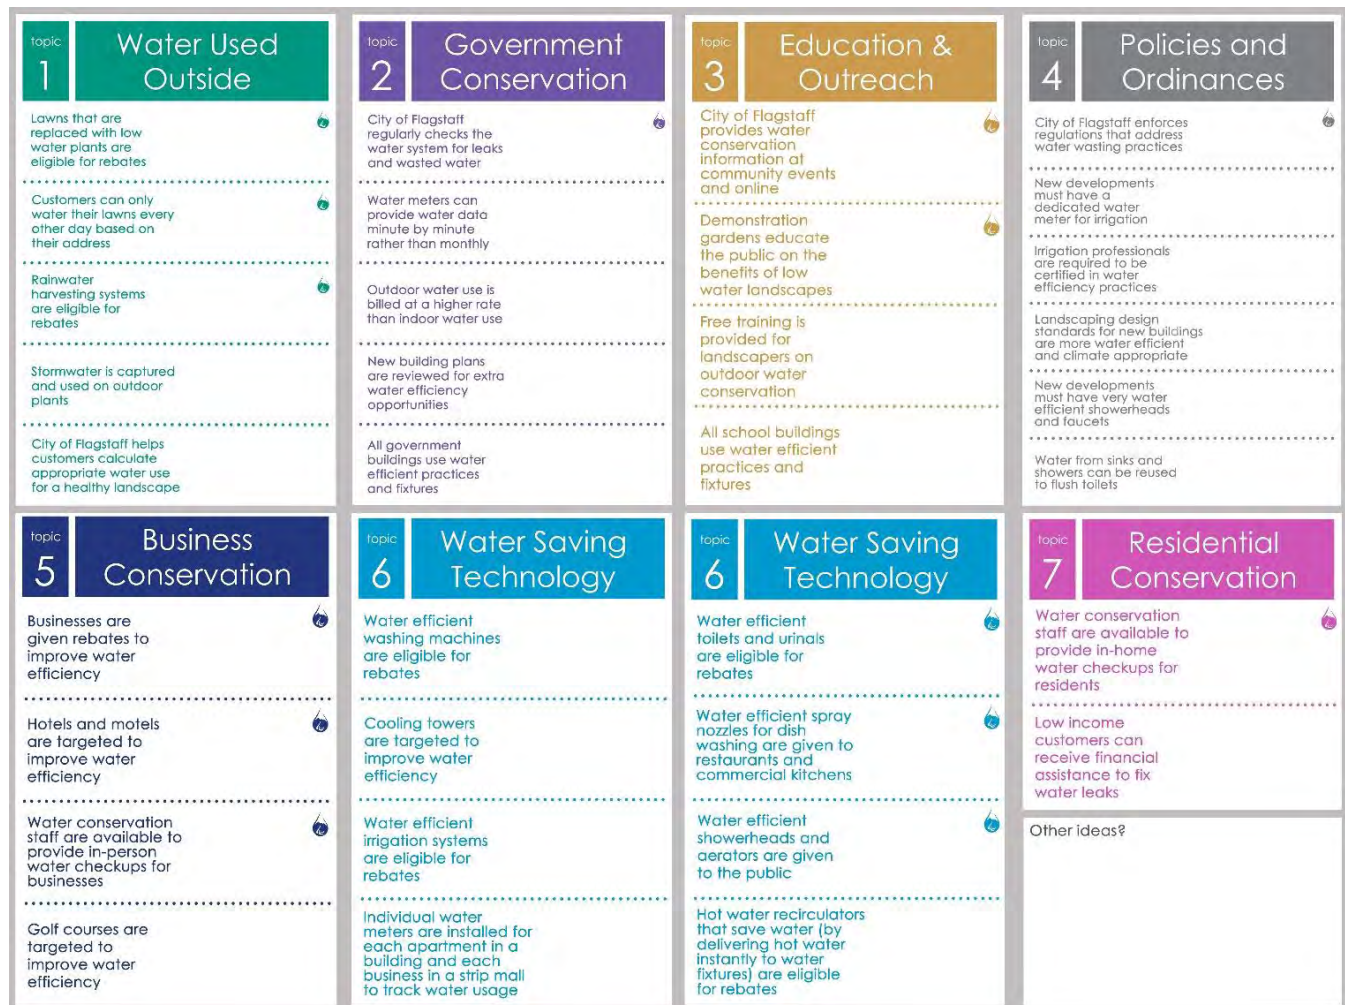 topic
1
Water Used
Outside
Lawns that are
replaced with low
water plants are
eligible for rebates
Customers can only
water their lawns every
other day based on
their address
Rainwater
harvesting systems
are eligible for
rebates
Stormwater is captured
and used on outdoor
plants
City of Flagstaff helps
customers calculate
appropriate water use
for a healthy landscape
topic
2
Government
Conservation
City of Flagstaff
regularly checks the
water system for leaks
and wasted water
Water meters can
provide water data
minute by minute
rather than monthly
Outdoor water use is
billed at a higher rate
than indoor water use
New building plans
are reviewed for extra
water efficiency
opportunities
All government
buildings use water
efficient practices
and fixtures
topic
3
Education &
Outreach
City of Flagstaff
provides water
conservation
information at
community events
and online
Demonstration
gardens educate
the public on the
benefits of low
water landscapes
Free training is
provided for
landscapers on
outdoor water
conservation
All school buildings
use water efficient
practices and
fixtures
topic
4
Policies and
Ordinances
City of Flagstaff enforces
regulations that address
water wasting practices
New developments
must have a
dedicated water
meter for irrigation
Irrigation professionals
are required to be
certified in water
efficiency practices
Landscaping design
standards for new buildings
are more water efficient
and climate appropriate
New developments
must have very water
efficient showerheads
and faucets
Water from sinks and
showers can be reused
to flush toilets
topic
5
Business
Conservation
Businesses are
given rebates to
improve water
efficiency
Hotels and motels
are targeted to
improve water
efficiency
Water conservation
staff are available to
provide in-person
water checkups for
businesses
Golf courses are
targeted to
improve water
efficiency
topic
6
Water Saving
Technology
Water efficient
washing machines
are eligible for
rebates
Cooling towers
are targeted to
improve water
efficiency
Water efficient
irrigation systems
are eligible for
rebates
Individual water
meters are installed for
each apartment in a
building and each
business in a strip mall
to track water usage
topic
6
Water Saving
Technology
Water efficient
toilets and urinals
are eligible for
rebates
Water efficient spray
nozzles for dish
washing are given to
restaurants and
commercial kitchens
Water efficient
showerheads and
aerators are given
to the public
Hot water recirculators
that save water (by
delivering hot water
instantly to water
fixtures) are eligible
for rebates
topic
7
Residential
Conservation
Water conservation
staff are available to
provide in-home
water checkups for
residents
Low income
customers can
receive financial
assistance to fix
water leaks
Other ideas?